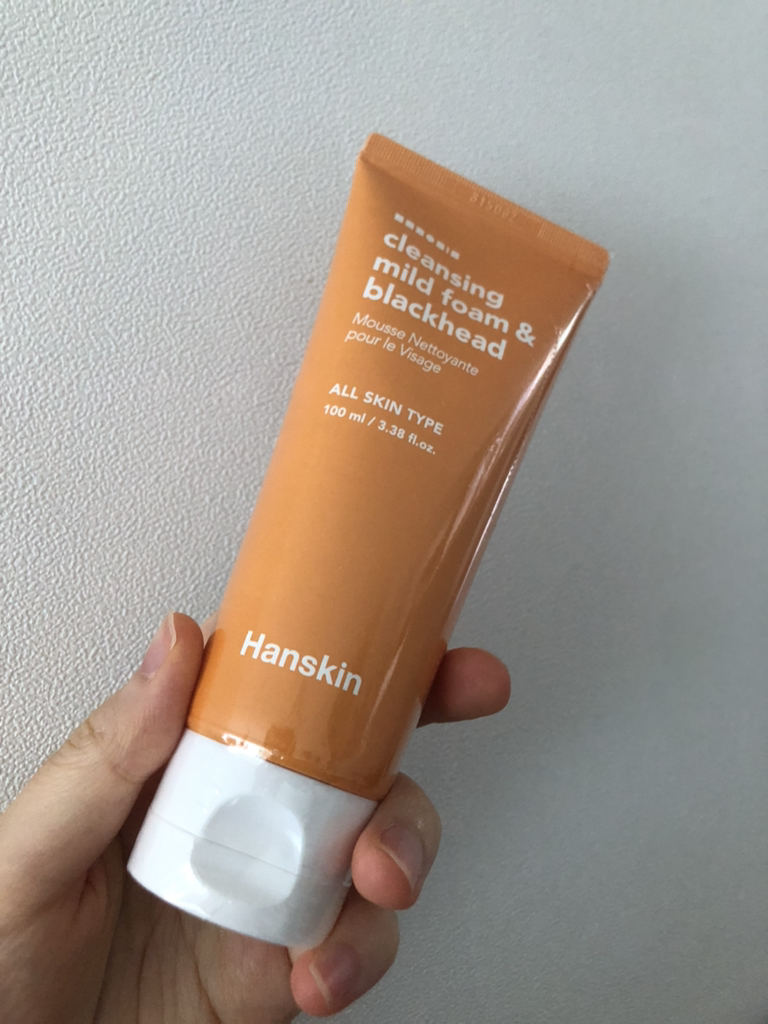 cleansing
mild foam &
blackhead
Mousse Nettoyante
pour le Visage
ALL SKIN TYPE
100 ml / 3.38 fl.oz.
Hanskin